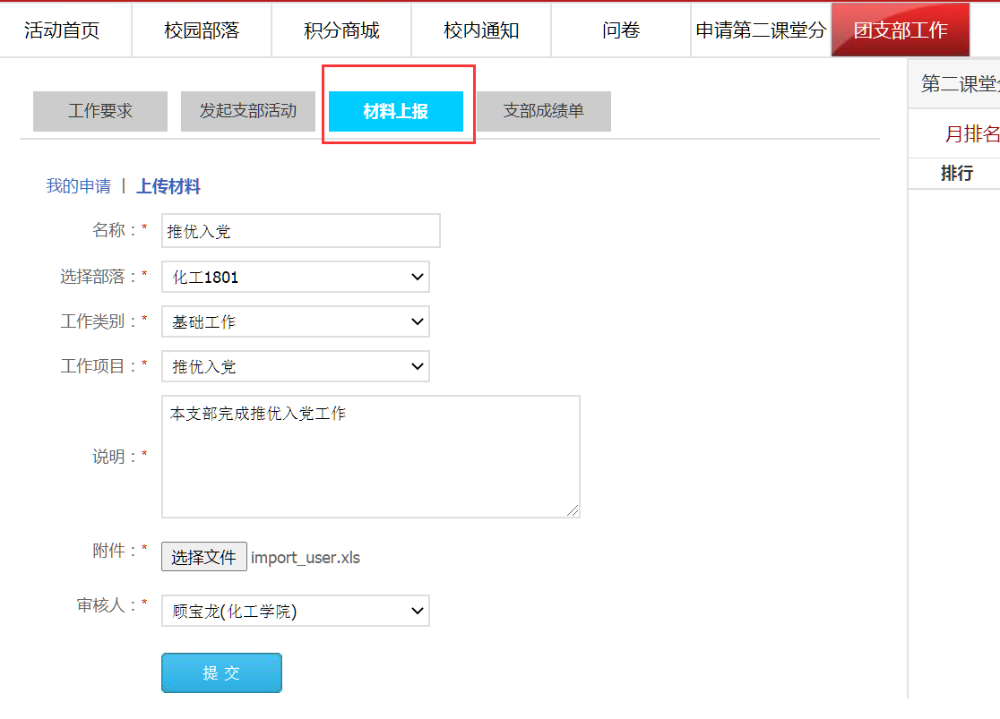 活动首页 校园部落 积分商城 校内通知 问卷 申请第二课堂分 团支部工作
第二课堂
工作要求 发起支部活动 材料上报 支部成绩单
月排名
排行
我的申请 | 上传材料
名称：* 推优入党
选择部落：* 化工1801
工作类别：* 基础工作
工作项目：* 推优入党
本支部完成推优入党工作
说明：*
附件：* 选择文件 import_user.xls
审核人：* 顾宝龙(化工学院)
提 交